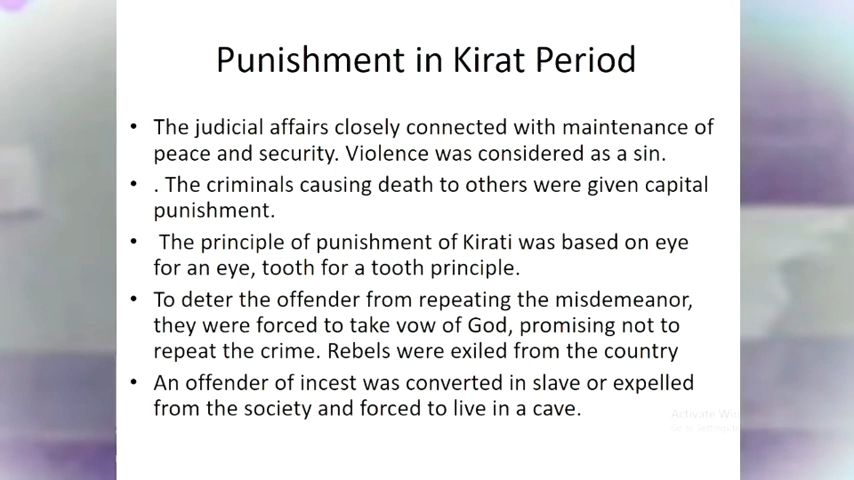 Punishment in Kirat Period
• The judicial affairs closely connected with maintenance of
peace and security. Violence was considered as a sin.
• . The criminals causing death to others were given capital
punishment.
• The principle of punishment of Kirati was based on eye
for an eye, tooth for a tooth principle.
• To deter the offender from repeating the misdemeanor,
they were forced to take vow of God, promising not to
repeat the crime. Rebels were exiled from the country
• An offender of incest was converted in slave or expelled
from the society and forced to live in a cave.
Activate